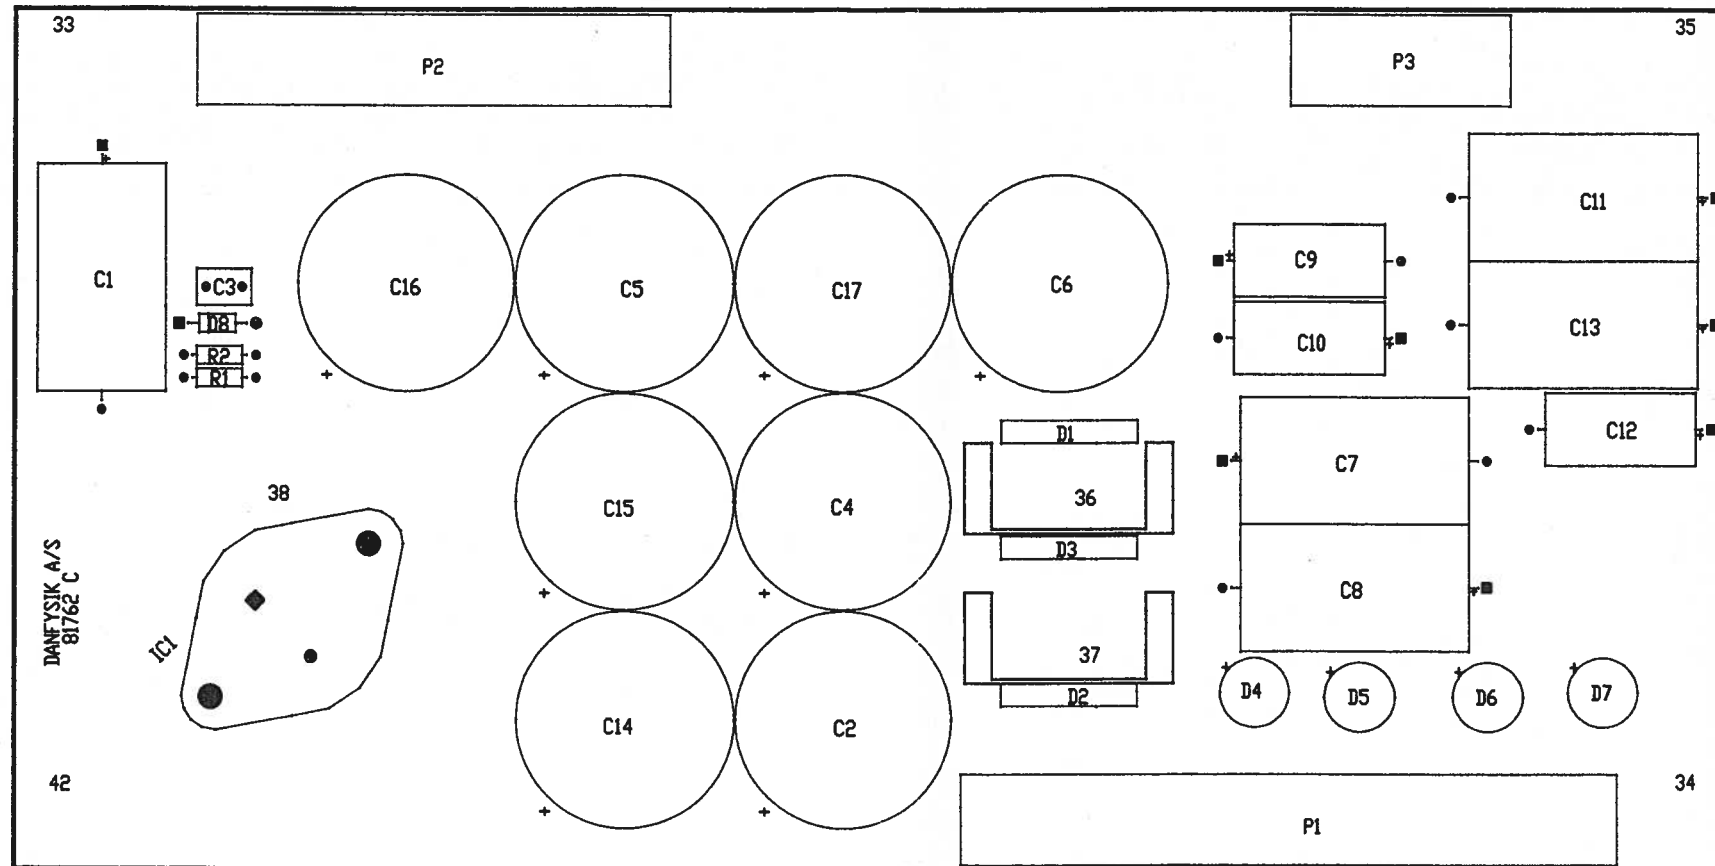 33
P2
P3
35
C1
C3
D8
R2
R1
C16
C5
C17
C6
C9
C10
C11
C13
C12
D1
36
D3
C7
C8
38
C15
C4
DANFYSIK A/S
81762 C
IC1
37
D2
D4
D5
D6
D7
C14
C2
42
34
P1